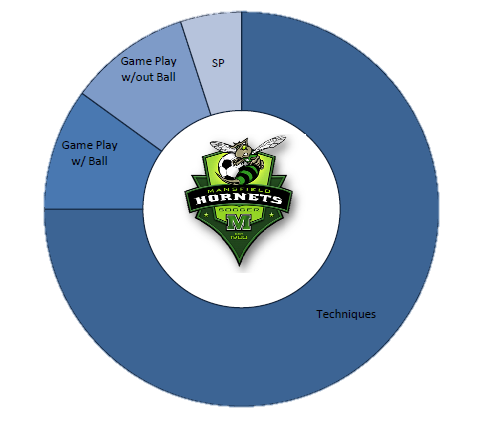 Game Play
w/out Ball
SP
Game Play
w/ Ball
MANSFIELD
HORNETS
SOCCER
M
Techniques